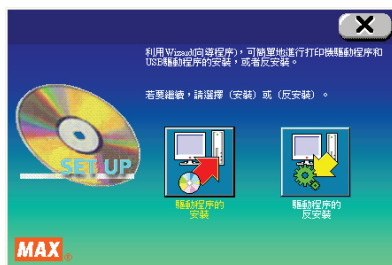 利用Wizard(向導程序)，可簡單地進行打印機驅動程序和
USB驅動程序的安裝，或者反安裝。
若要繼續，請選擇（安裝）或（反安裝）。
SET UP
驅動程序的
安裝
驅動程序的
反安裝
MAX®